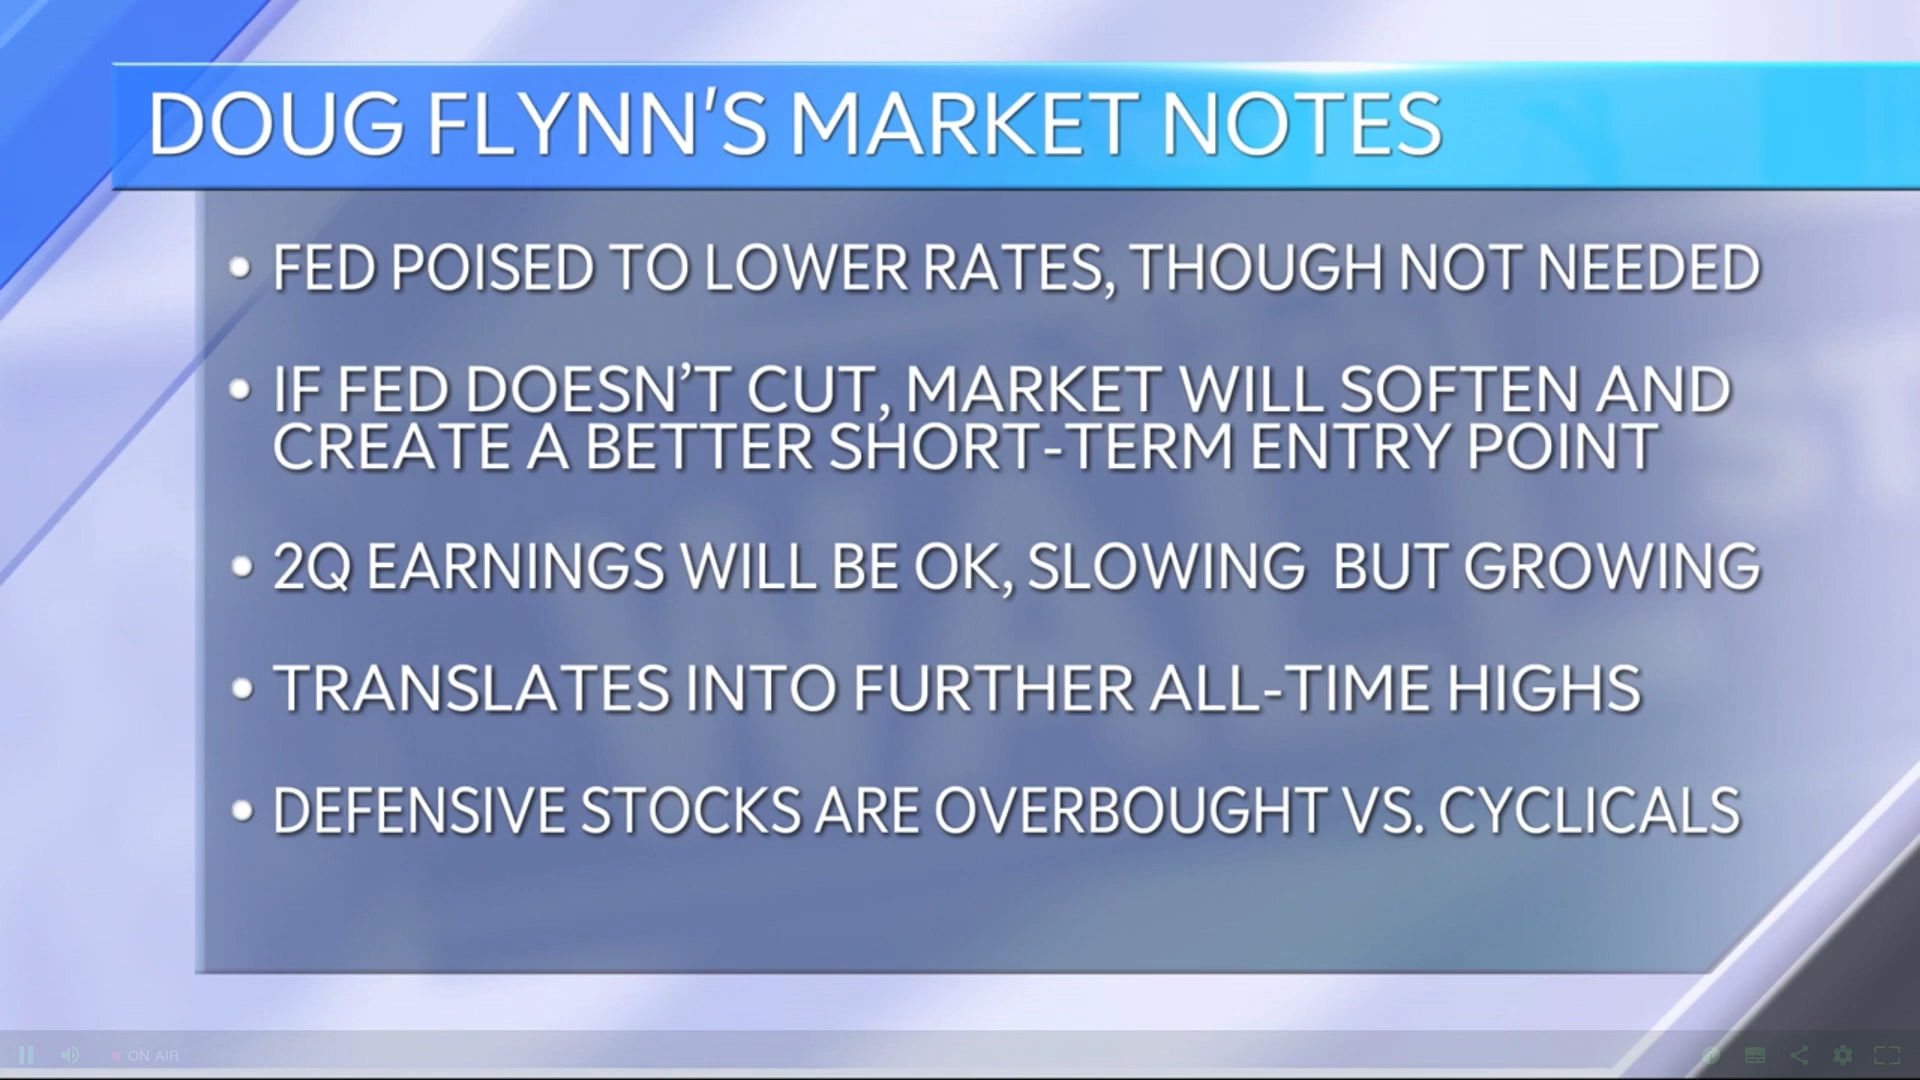 DOUG FLYNN'S MARKET NOTES
• FED POISED TO LOWER RATES, THOUGH NOT NEEDED
• IF FED DOESN’T CUT, MARKET WILL SOFTEN AND
CREATE A BETTER SHORT-TERM ENTRY POINT
• 2Q EARNINGS WILL BE OK, SLOWING BUT GROWING
• TRANSLATES INTO FURTHER ALL-TIME HIGHS
• DEFENSIVE STOCKS ARE OVERBOUGHT VS. CYCLICALS
ON AIR